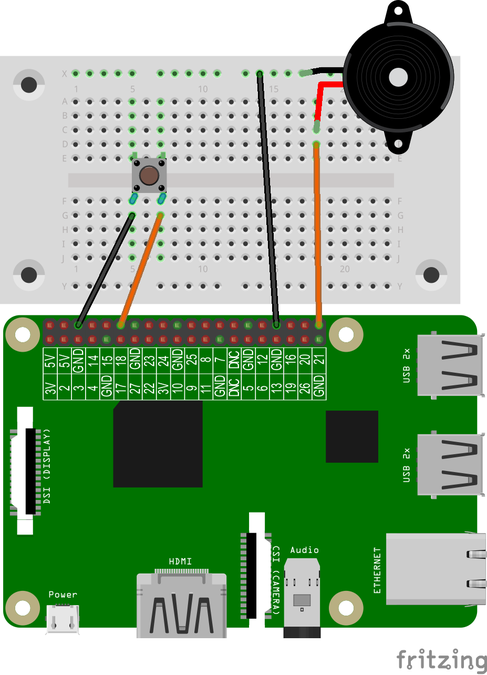 X
1 5 10 15
A
B
C
D
E E
F F
G G
H H
I I
J J
Y Y
1 5 10 20
3V 5V
2 5V
3 GND
4 14
GND 15
17 18
27 GND
22 23
3V 24
10 GND
9 25
11 8
GND 7
DNC DNC
5 GND
6 12
13 GND
19 16
26 20
GND 21
USB 2x
USB 2x
DSI (DISPLAY)
CSI (CAMERA)
Audio
ETHERNET
HDMI
Power
fritzing